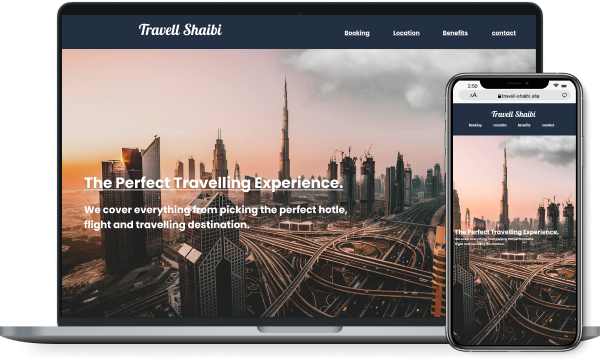 Travell Shaibi
Booking Location Benefits contact
The Perfect Travelling Experience.
We cover everything from picking the perfect hotle,
flight and travelling destination.
2:58
AA travell-shaibi.site
Travell Shaibi
Booking Location Benefits contact
The Perfect Travelling Experience.
We cover everything from picking the perfect hotle,
flight and travelling destination.